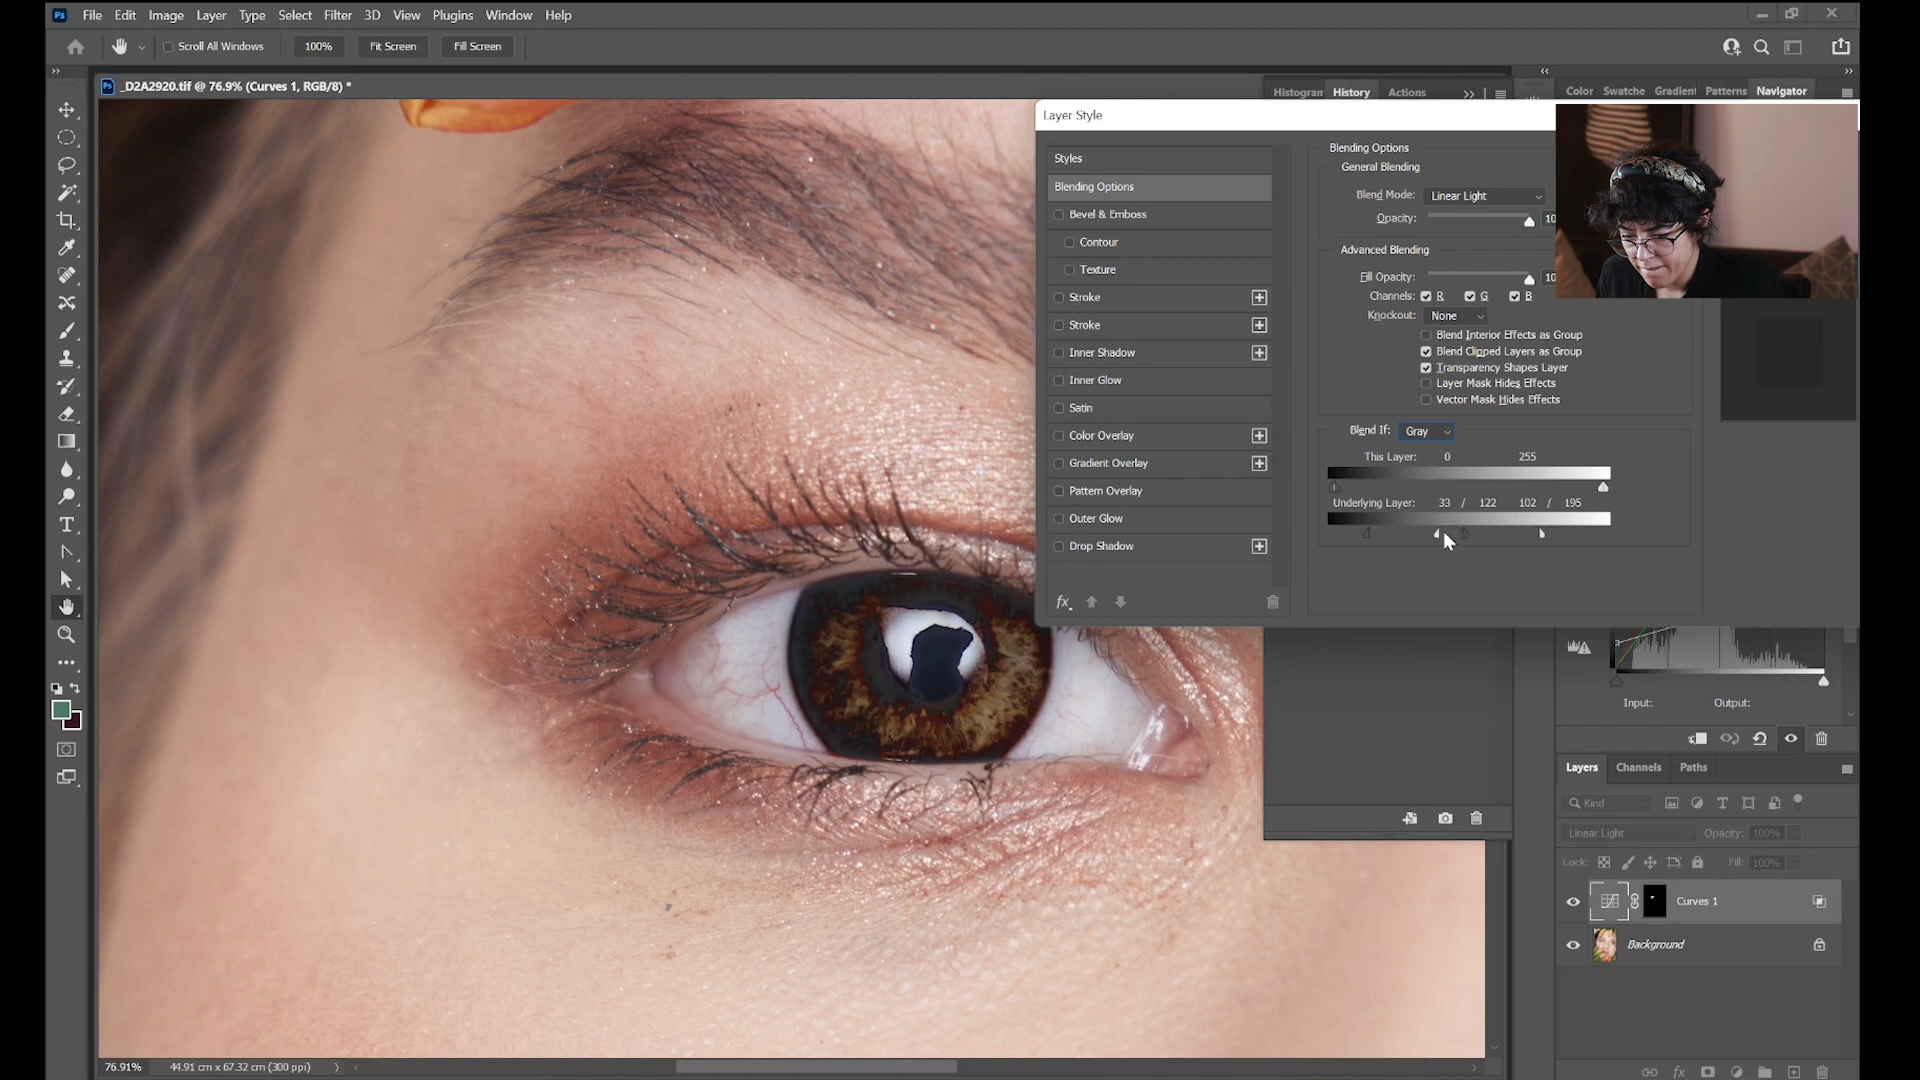 Ps File Edit Image Layer Type Select Filter 3D View Plugins Window Help
Scroll All Windows 100% Fit Screen Fill Screen
Ps _D2A2920.tif @ 76.9% (Curves 1, RGB/8) *
Histogram History Actions
Color Swatche Gradient Patterns Navigator
Layer Style
Styles
Blending Options
Bevel & Emboss
Contour
Texture
Stroke
Stroke
Inner Shadow
Inner Glow
Satin
Color Overlay
Gradient Overlay
Pattern Overlay
Outer Glow
Drop Shadow
fx
Blending Options
General Blending
Blend Mode: Linear Light
Opacity: 10
Advanced Blending
Fill Opacity: 10
Channels: R G B
Knockout: None
Blend Interior Effects as Group
Blend Clipped Layers as Group
Transparency Shapes Layer
Layer Mask Hides Effects
Vector Mask Hides Effects
Blend If: Gray
This Layer: 0 255
Underlying Layer: 33 / 122 102 / 195
Input: Output:
Layers Channels Paths
Kind
Linear Light Opacity: 100%
Lock: Fill: 100%
Curves 1
Background
fx
76.91% 44.91 cm x 67.32 cm (300 ppi)